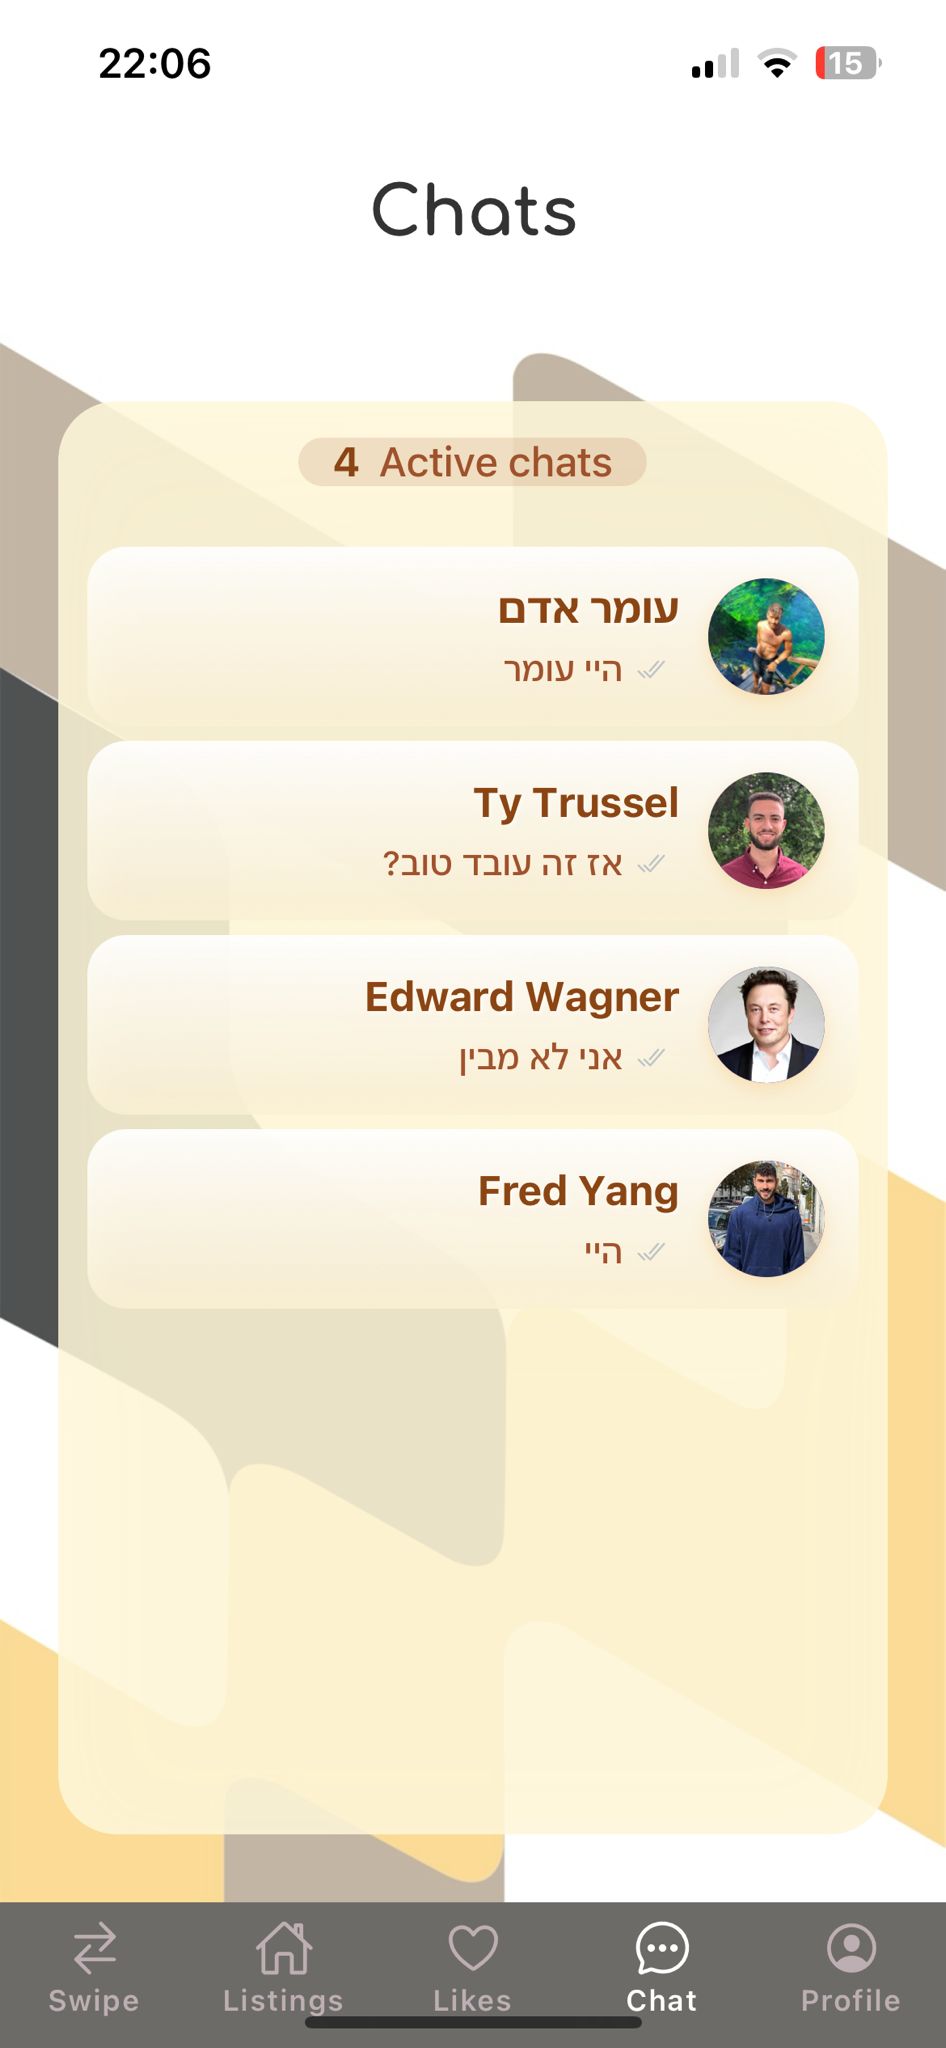 22:06
15
Chats
4 Active chats
עומר אדם
היי עומר
Ty Trussel
אז זה עובד טוב?
Edward Wagner
אני לא מבין
Fred Yang
היי
Swipe
Listings
Likes
Chat
Profile